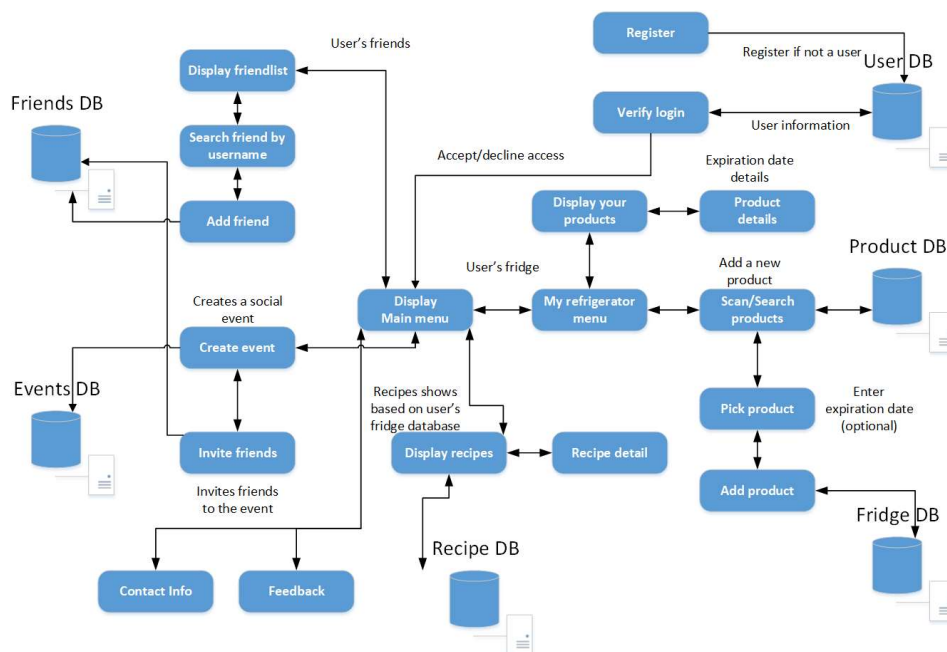 User's friends
Register
Register if not a user
User DB
Display friendlist
Friends DB
Verify login
User information
Search friend by
username
Accept/decline access
Expiration date
details
Add friend
Display your
products
Product
details
Product DB
User's fridge
Add a new
product
Creates a social
event
Display
Main menu
My refrigerator
menu
Scan/Search
products
Create event
Events DB
Recipes shows
based on user's
fridge database
Pick product
Enter
expiration date
(optional)
Invite friends
Display recipes
Recipe detail
Invites friends
to the event
Add product
Fridge DB
Recipe DB
Contact Info
Feedback